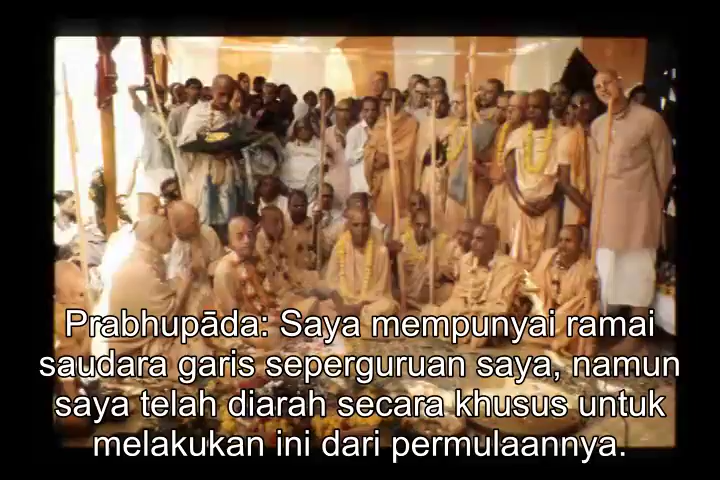 Prabhupāda: Saya mempunyai ramai
saudara garis seperguruan saya, namun
saya telah diarah secara khusus untuk
melakukan ini dari permulaannya.